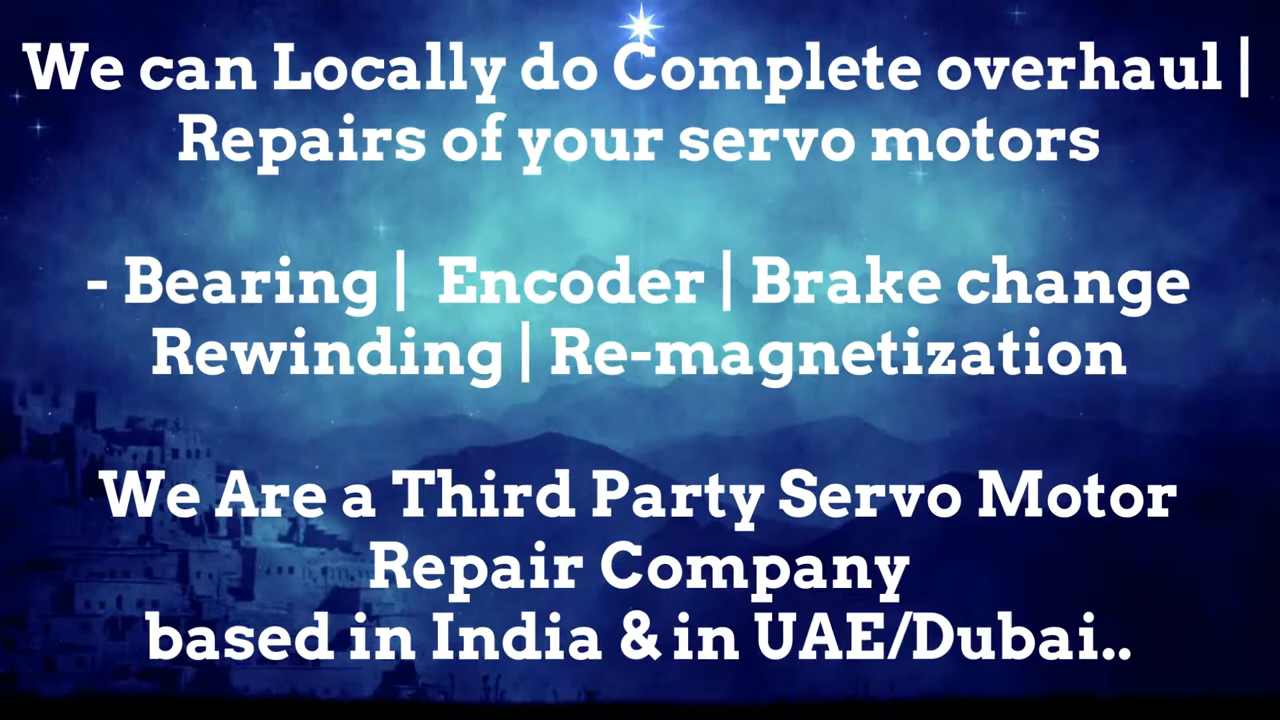 We can Locally do Complete overhaul |
Repairs of your servo motors
- Bearing | Encoder | Brake change
Rewinding | Re-magnetization
We Are a Third Party Servo Motor
Repair Company
based in India & in UAE/Dubai..